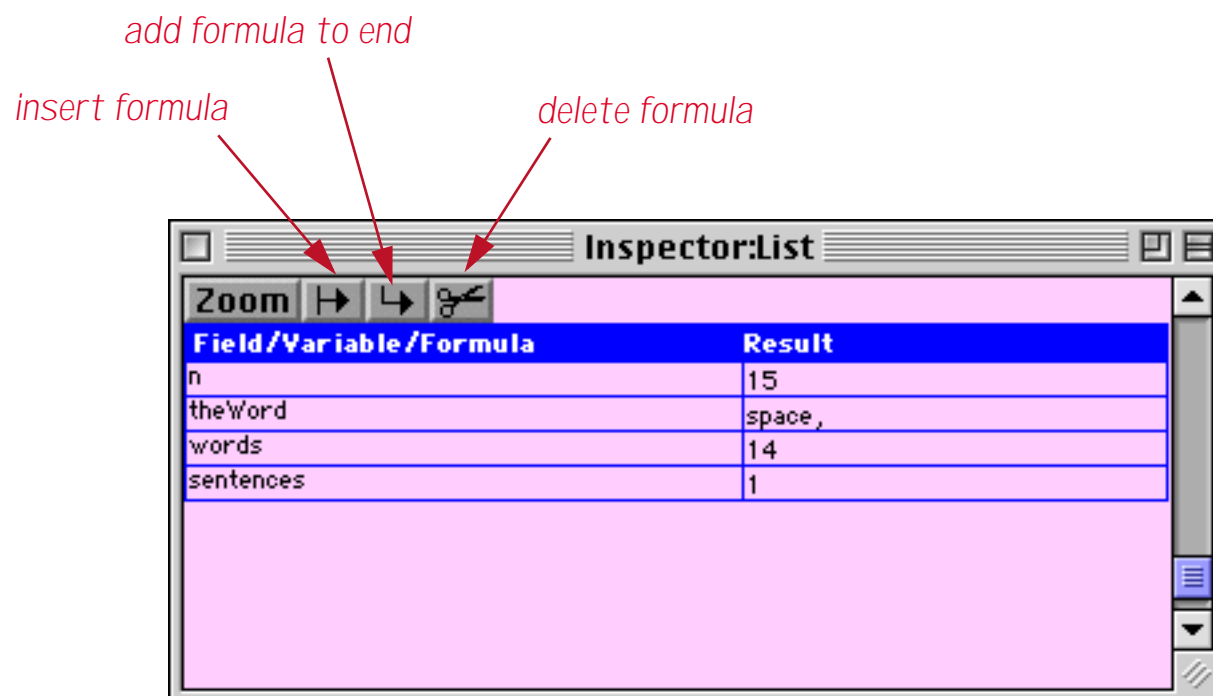 add formula to end
insert formula
delete formula
Inspector:List
Zoom
Field/Variable/Formula Result
n 15
theWord space,
words 14
sentences 1